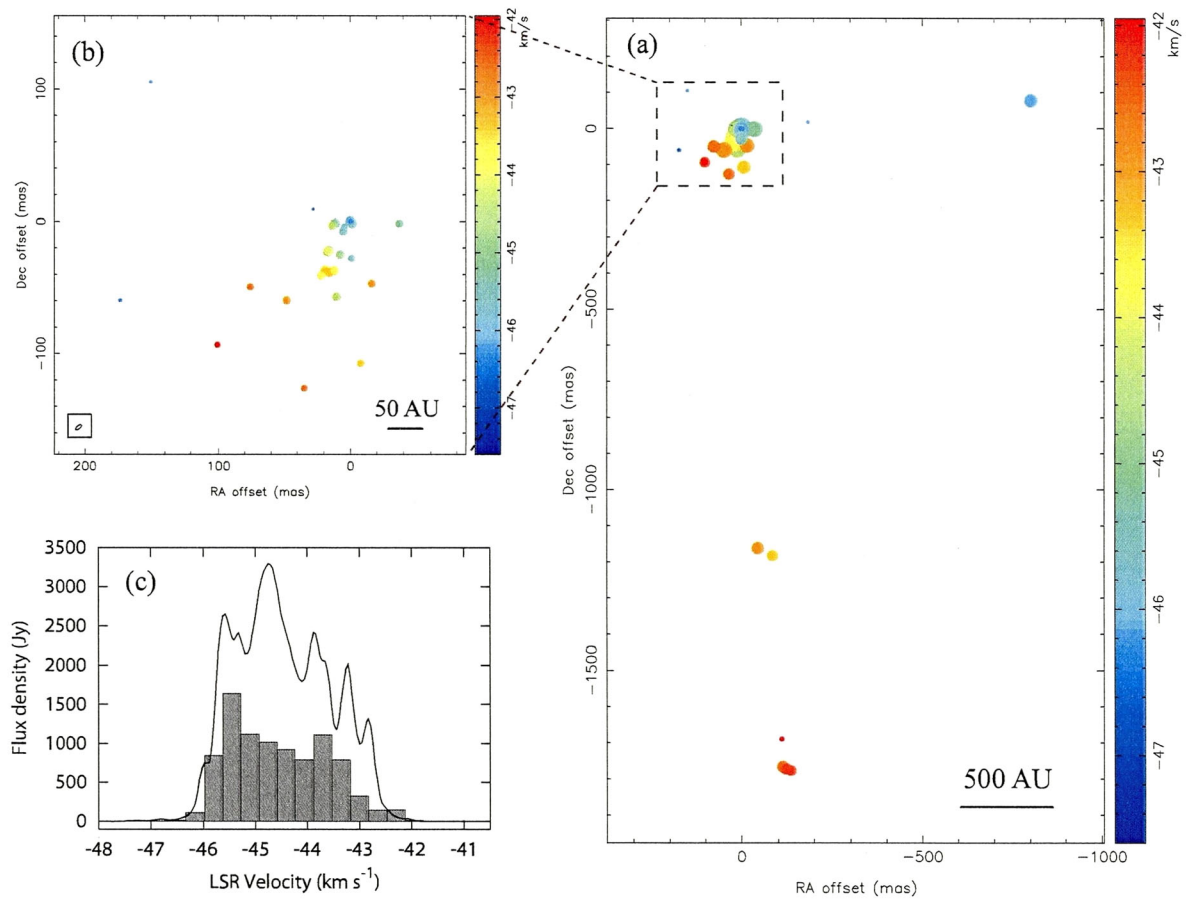 (b)
-42
km/s
-43
-44
-45
-46
-47
100
0
-100
Dec offset (mas)
50 AU
200
100
0
RA offset (mas)
(a)
-42
km/s
-43
-44
-45
-46
-47
0
-500
-1000
-1500
Dec offset (mas)
500 AU
0
-500
-1000
RA offset (mas)
(c)
3500
3000
2500
2000
1500
1000
500
0
Flux density (Jy)
-48 -47 -46 -45 -44 -43 -42 -41
LSR Velocity (km s-1)